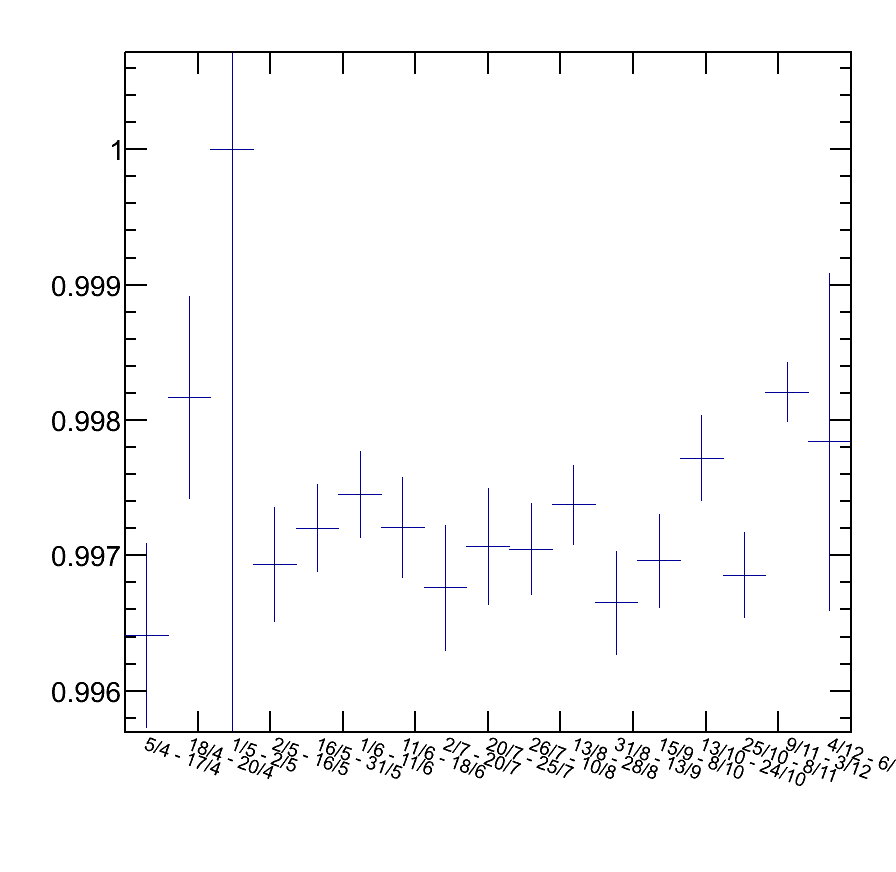 1
0.999
0.998
0.997
0.996
5/4 - 17/4
18/4 - 20/4
1/5 - 2/5
2/5 - 16/5
16/5 - 31/5
1/6 - 11/6
11/6 - 18/6
2/7 - 20/7
20/7 - 25/7
26/7 - 10/8
13/8 - 28/8
31/8 - 13/9
15/9 - 8/10
13/10 - 24/10
25/10 - 8/11
9/11 - 3/12
4/12 - 6/